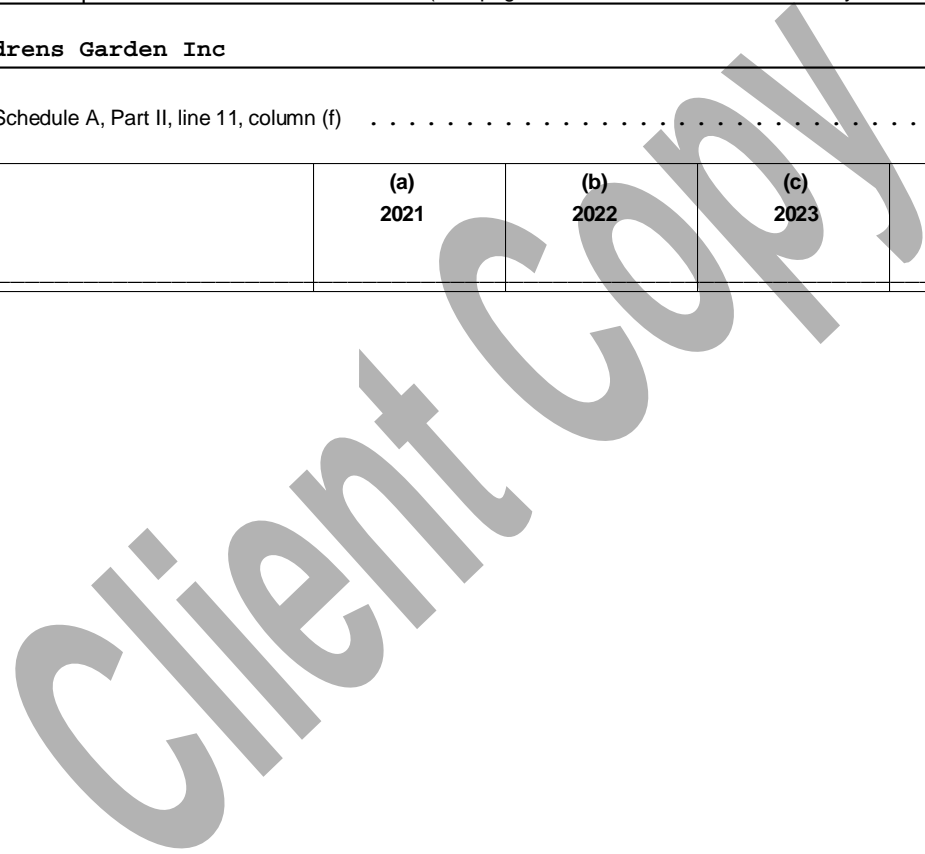 drens Garden Inc
Schedule A, Part II, line 11, column (f) . . . . . . . . . . . . . . . . . . . . . . . . . . . . .
(a) (b) (c)
2021 2022 2023
Client Copy